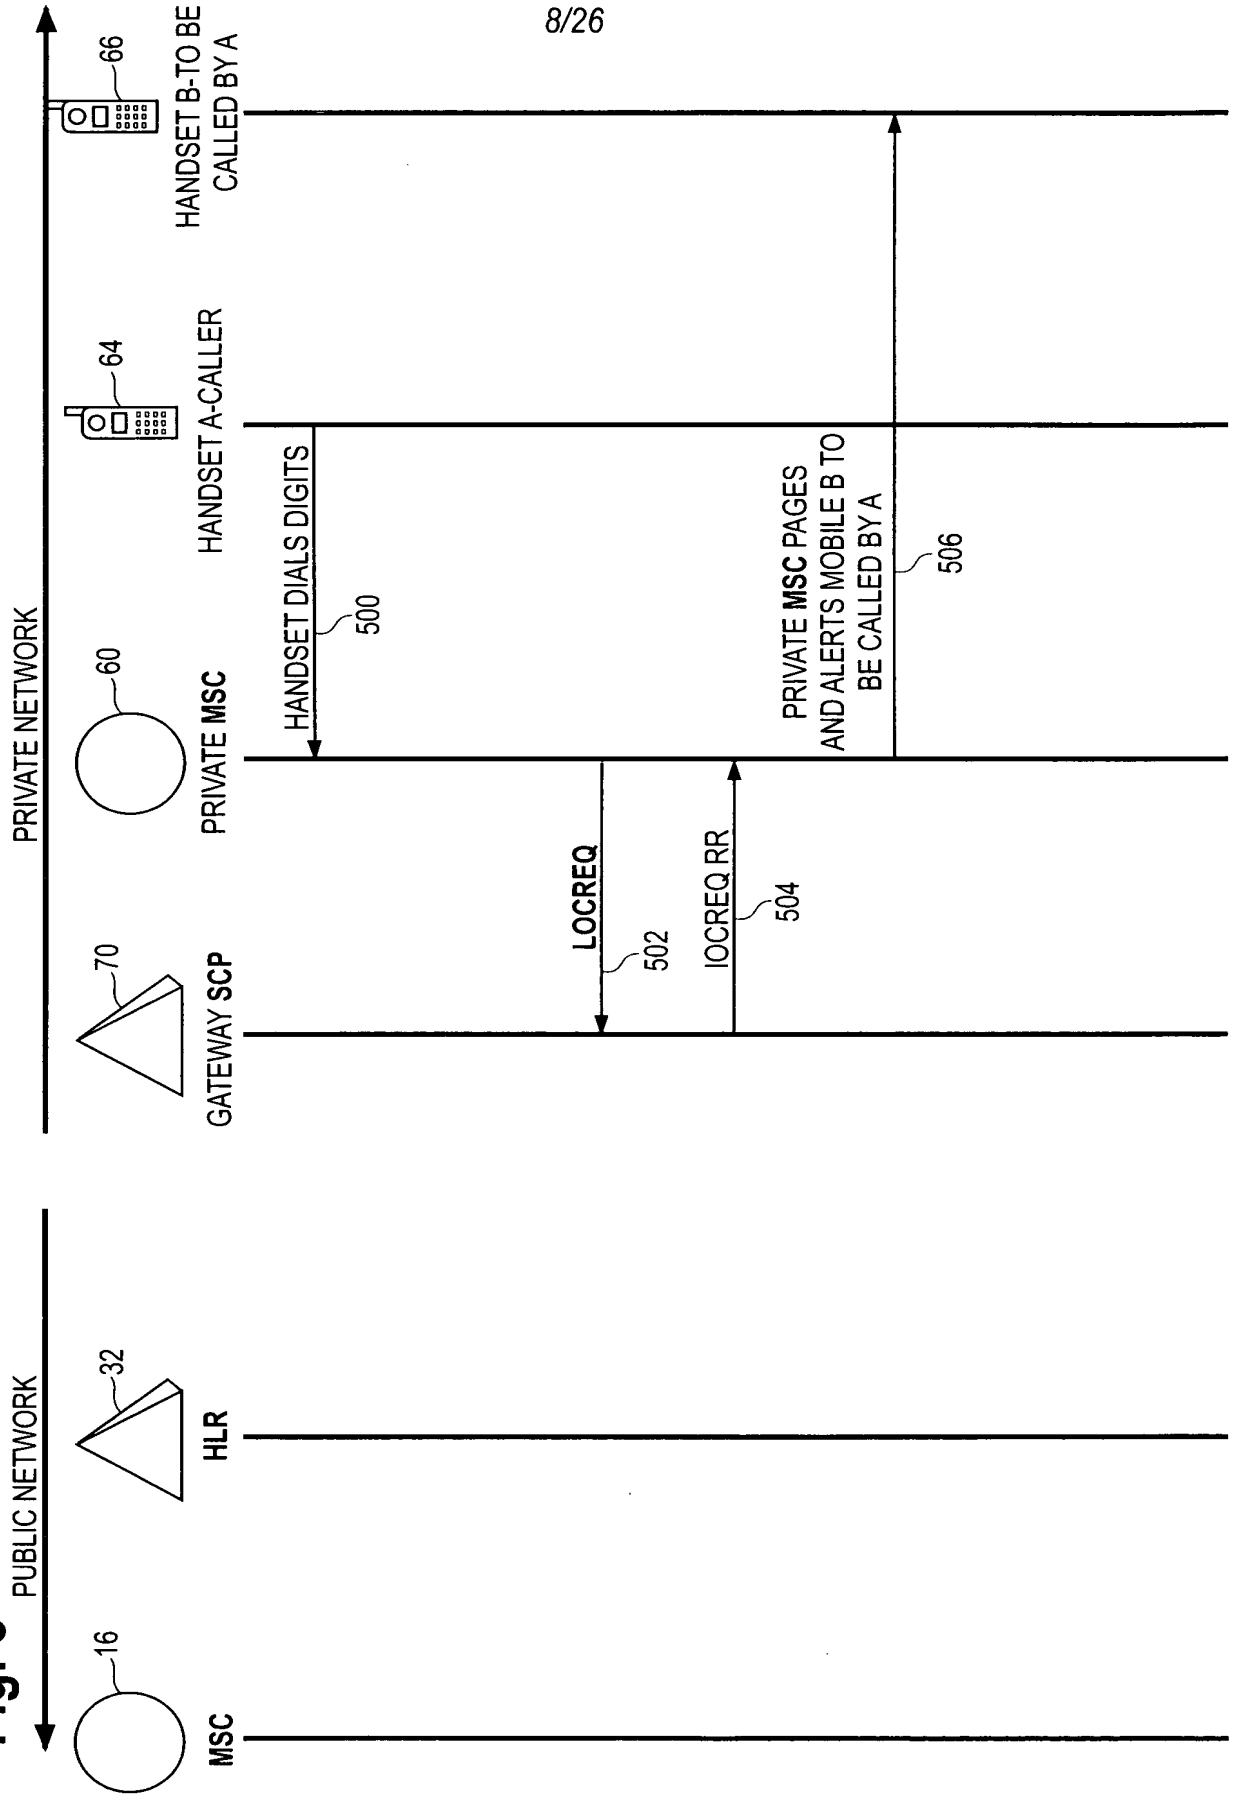 8/26
PUBLIC NETWORK
PRIVATE NETWORK
16
32
70
60
64
66
MSC
HLR
GATEWAY SCP
PRIVATE MSC
HANDSET A-CALLER
HANDSET B-TO BE
CALLED BY A
HANDSET DIALS DIGITS
500
LOCREQ
502
IOCREQ RR
504
PRIVATE MSC PAGES
AND ALERTS MOBILE B TO
BE CALLED BY A
506